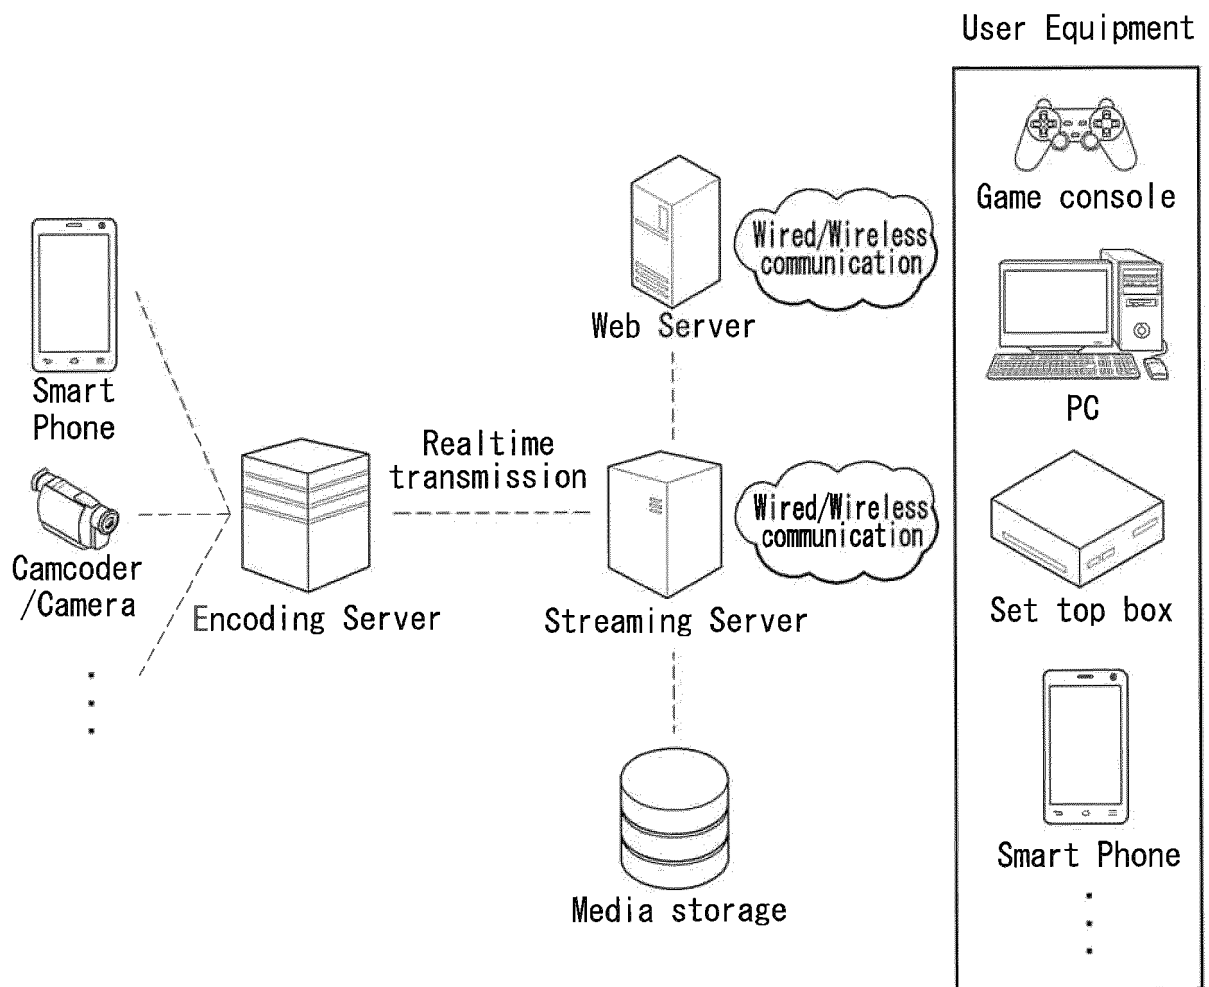 User Equipment
Game console
Wired/Wireless
communication
Web Server
Smart
Phone
PC
Realtime
transmission
Wired/Wireless
communication
Camcoder
/Camera
Encoding Server
Streaming Server
Set top box
Media storage
Smart Phone